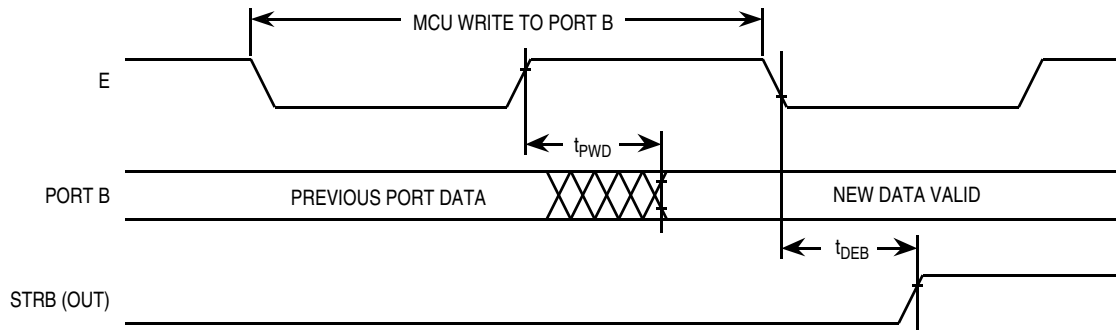 MCU WRITE TO PORT B
E
tPWD
PORT B
PREVIOUS PORT DATA
NEW DATA VALID
tDEB
STRB (OUT)